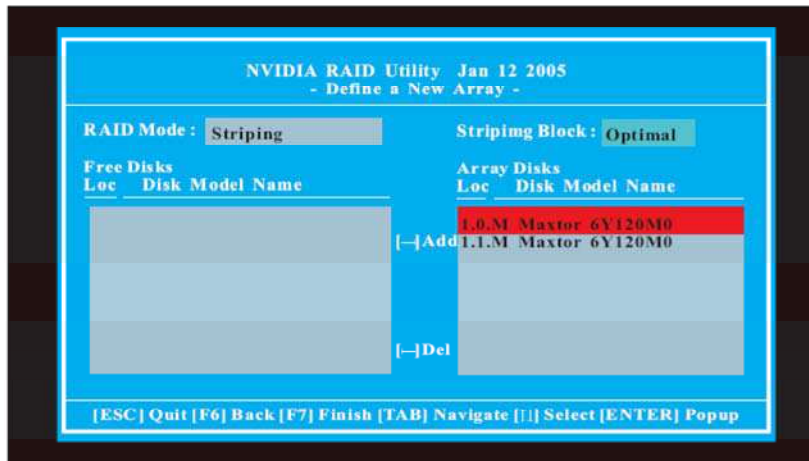 NVIDIA RAID Utility Jan 12 2005
- Define a New Array -
RAID Mode : Striping
Stripimg Block : Optimal
Free Disks
Loc Disk Model Name
Array Disks
Loc Disk Model Name
[—]Add
1.0.M Maxtor 6Y120M0
1.1.M Maxtor 6Y120M0
[—]Del
[ESC] Quit [F6] Back [F7] Finish [TAB] Navigate [↑↓] Select [ENTER] Popup